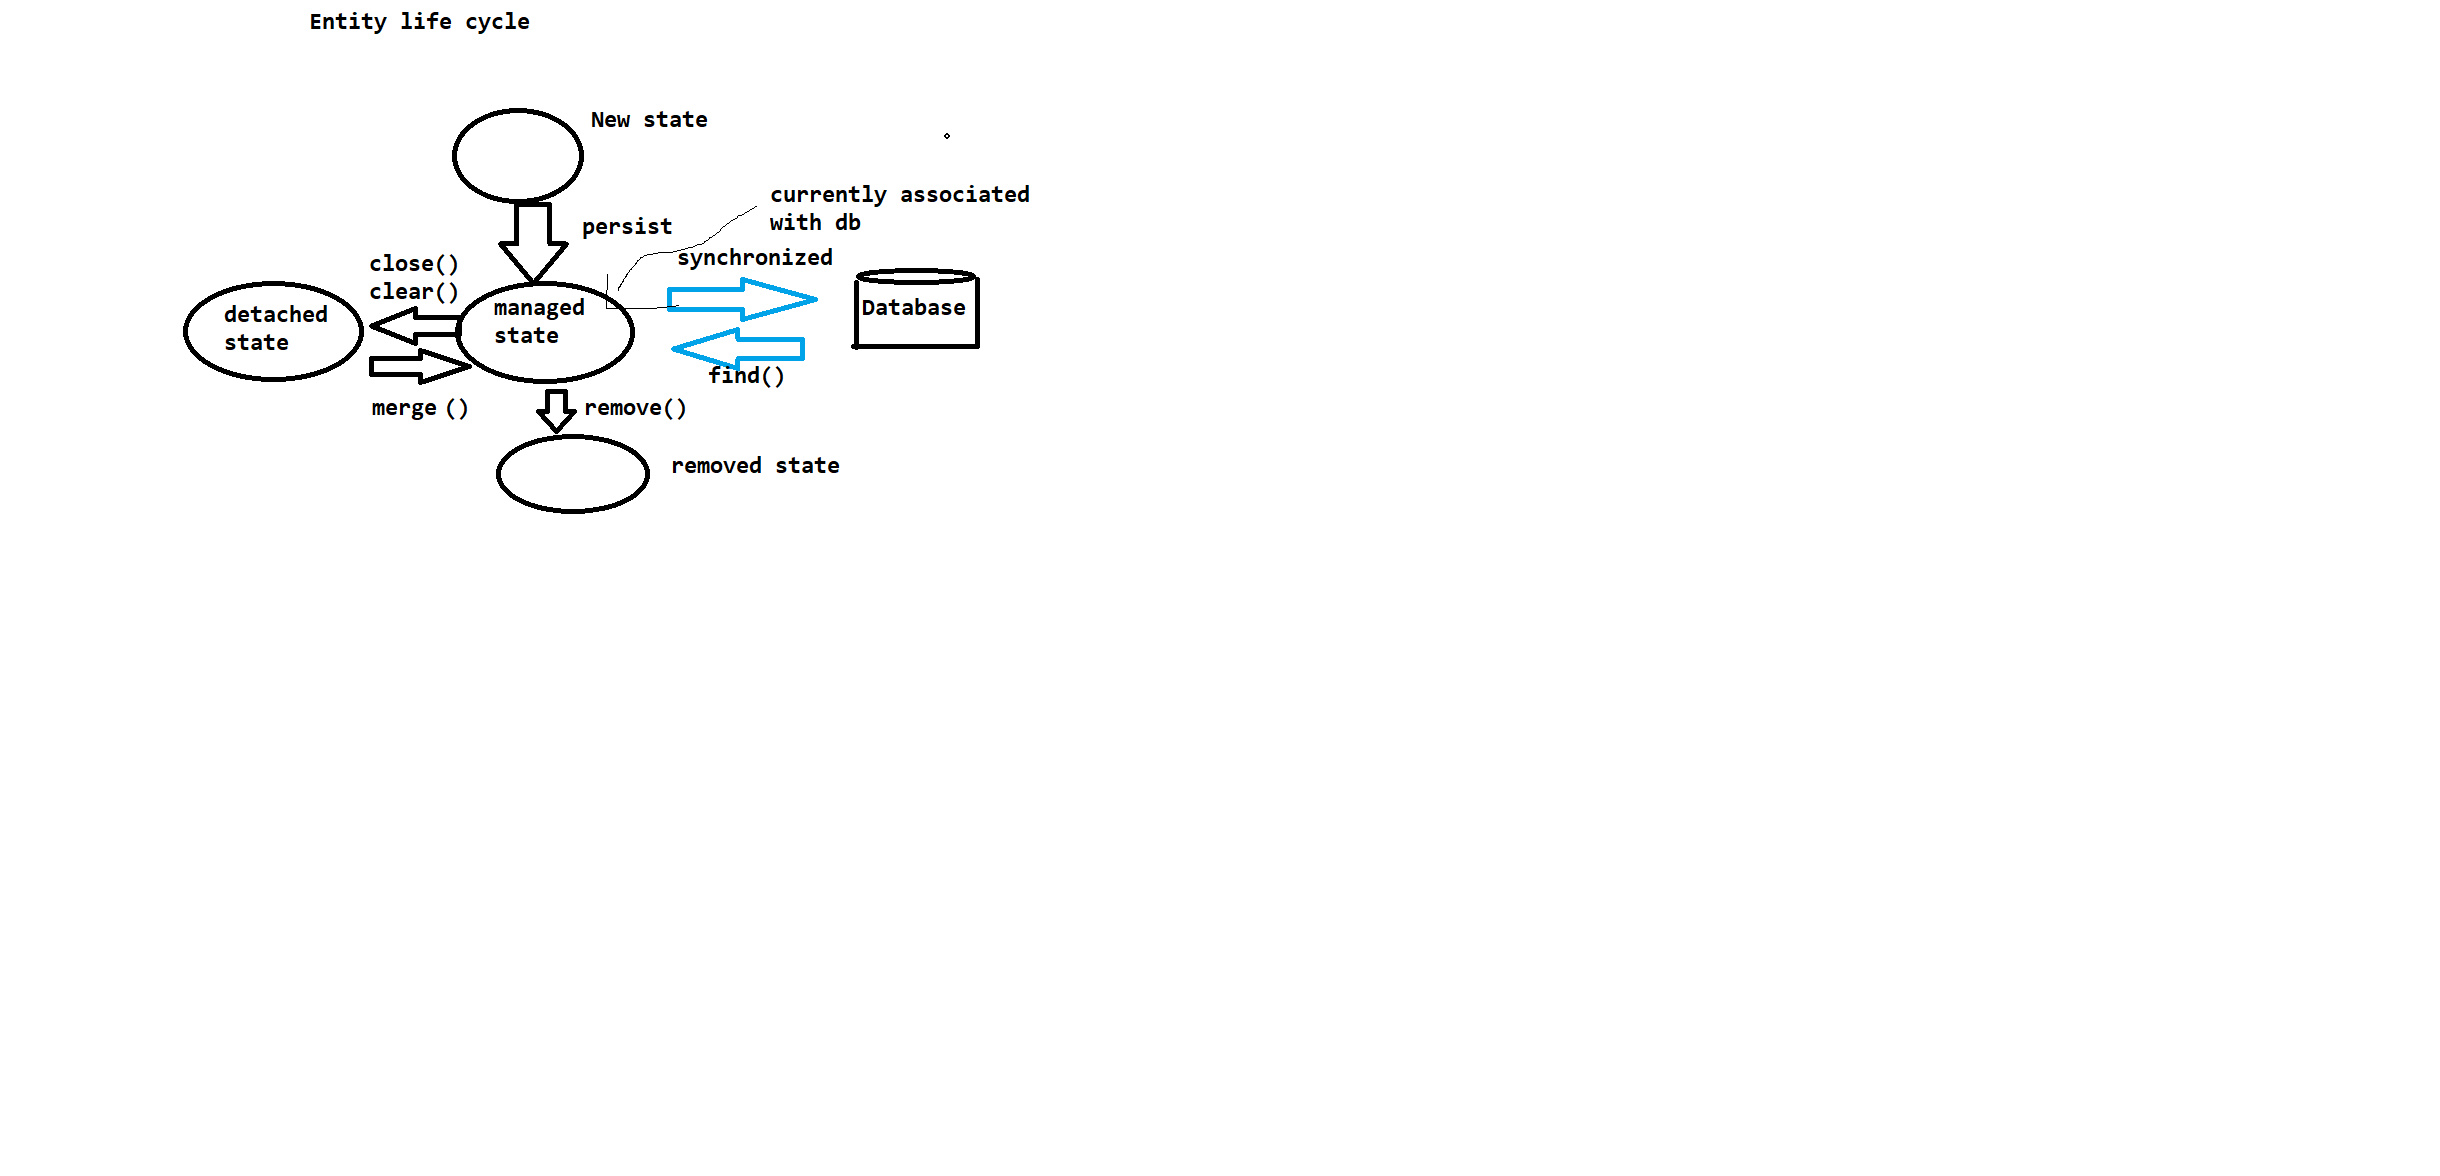 Entity life cycle
New state
currently associated
with db
persist
synchronized
close()
clear()
detached
state
managed
state
Database
find()
merge ()
remove()
removed state